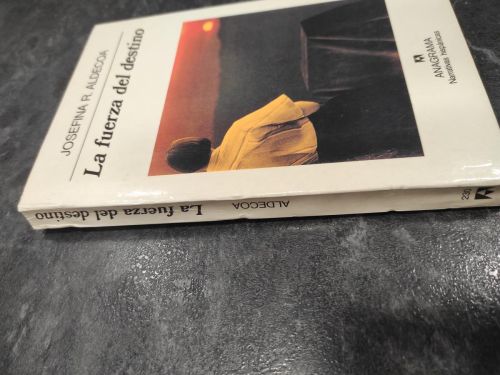 JOSEFINA R. ALDECOA
La fuerza del destino
ANAGRAMA
Narrativas hispánicas
La fuerza del destino
ALDECOA
230